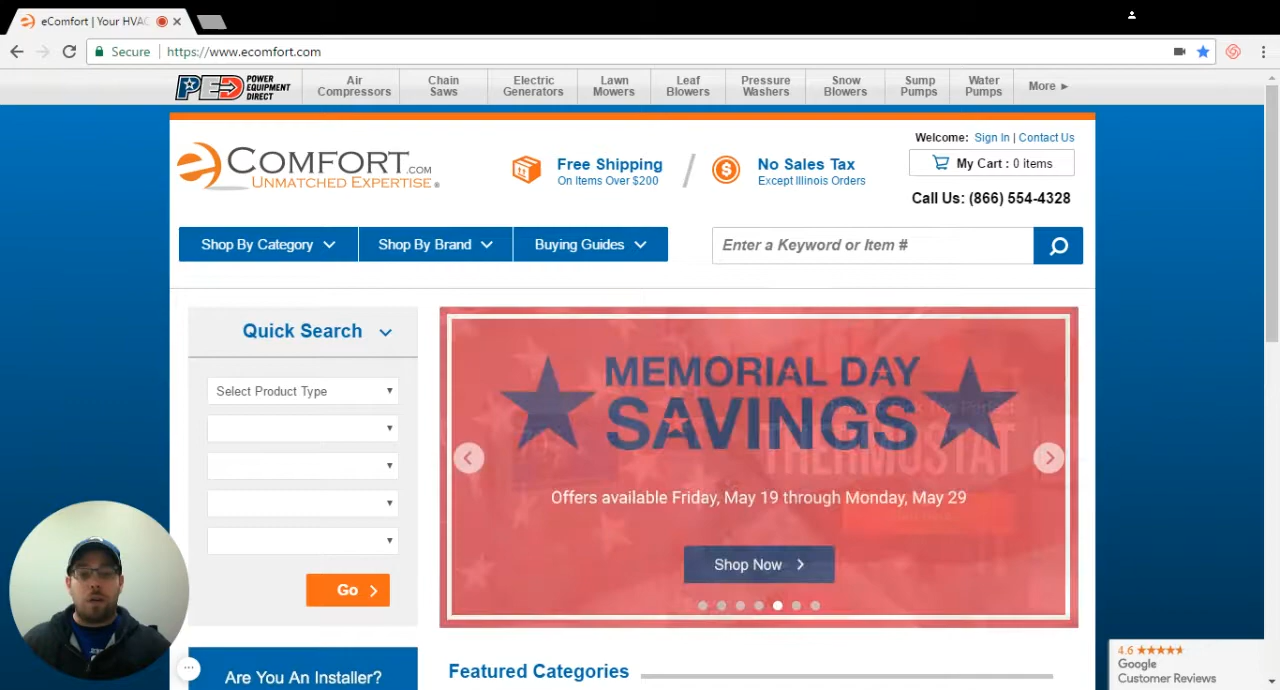 eComfort | Your HVAC
Secure
https://www.ecomfort.com
PED POWER EQUIPMENT DIRECT
Air Compressors
Chain Saws
Electric Generators
Lawn Mowers
Leaf Blowers
Pressure Washers
Snow Blowers
Sump Pumps
Water Pumps
More
eCOMFORT.COM
UNMATCHED EXPERTISE®
Free Shipping
On Items Over $200
No Sales Tax
Except Illinois Orders
Welcome: Sign In | Contact Us
My Cart : 0 items
Call Us: (866) 554-4328
Shop By Category
Shop By Brand
Buying Guides
Enter a Keyword or Item #
Quick Search
Select Product Type
Go
MEMORIAL DAY
SAVINGS
THERMOSTAT
Offers available Friday, May 19 through Monday, May 29
Shop Now
Are You An Installer?
Featured Categories
4.6
Google
Customer Reviews